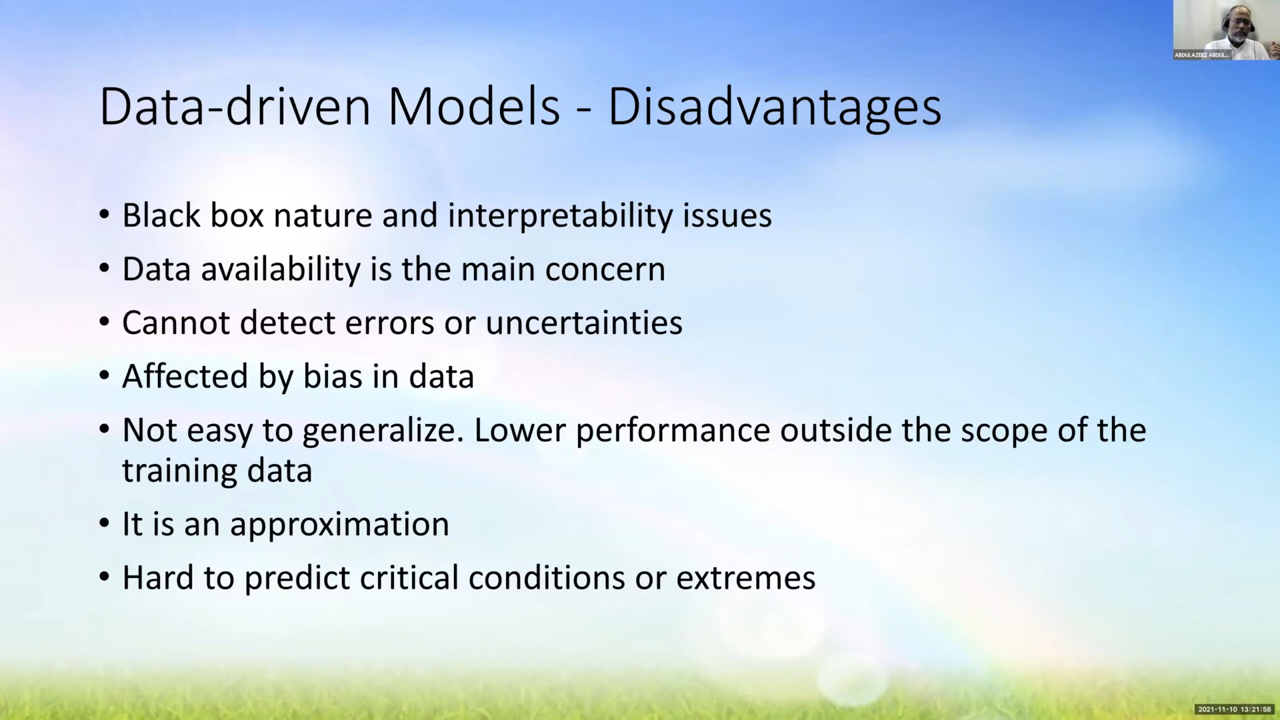 ABDULAZEEZ ABDUL...
Data-driven Models - Disadvantages
• Black box nature and interpretability issues
• Data availability is the main concern
• Cannot detect errors or uncertainties
• Affected by bias in data
• Not easy to generalize. Lower performance outside the scope of the
training data
• It is an approximation
• Hard to predict critical conditions or extremes
2021-11-10 13:21:58